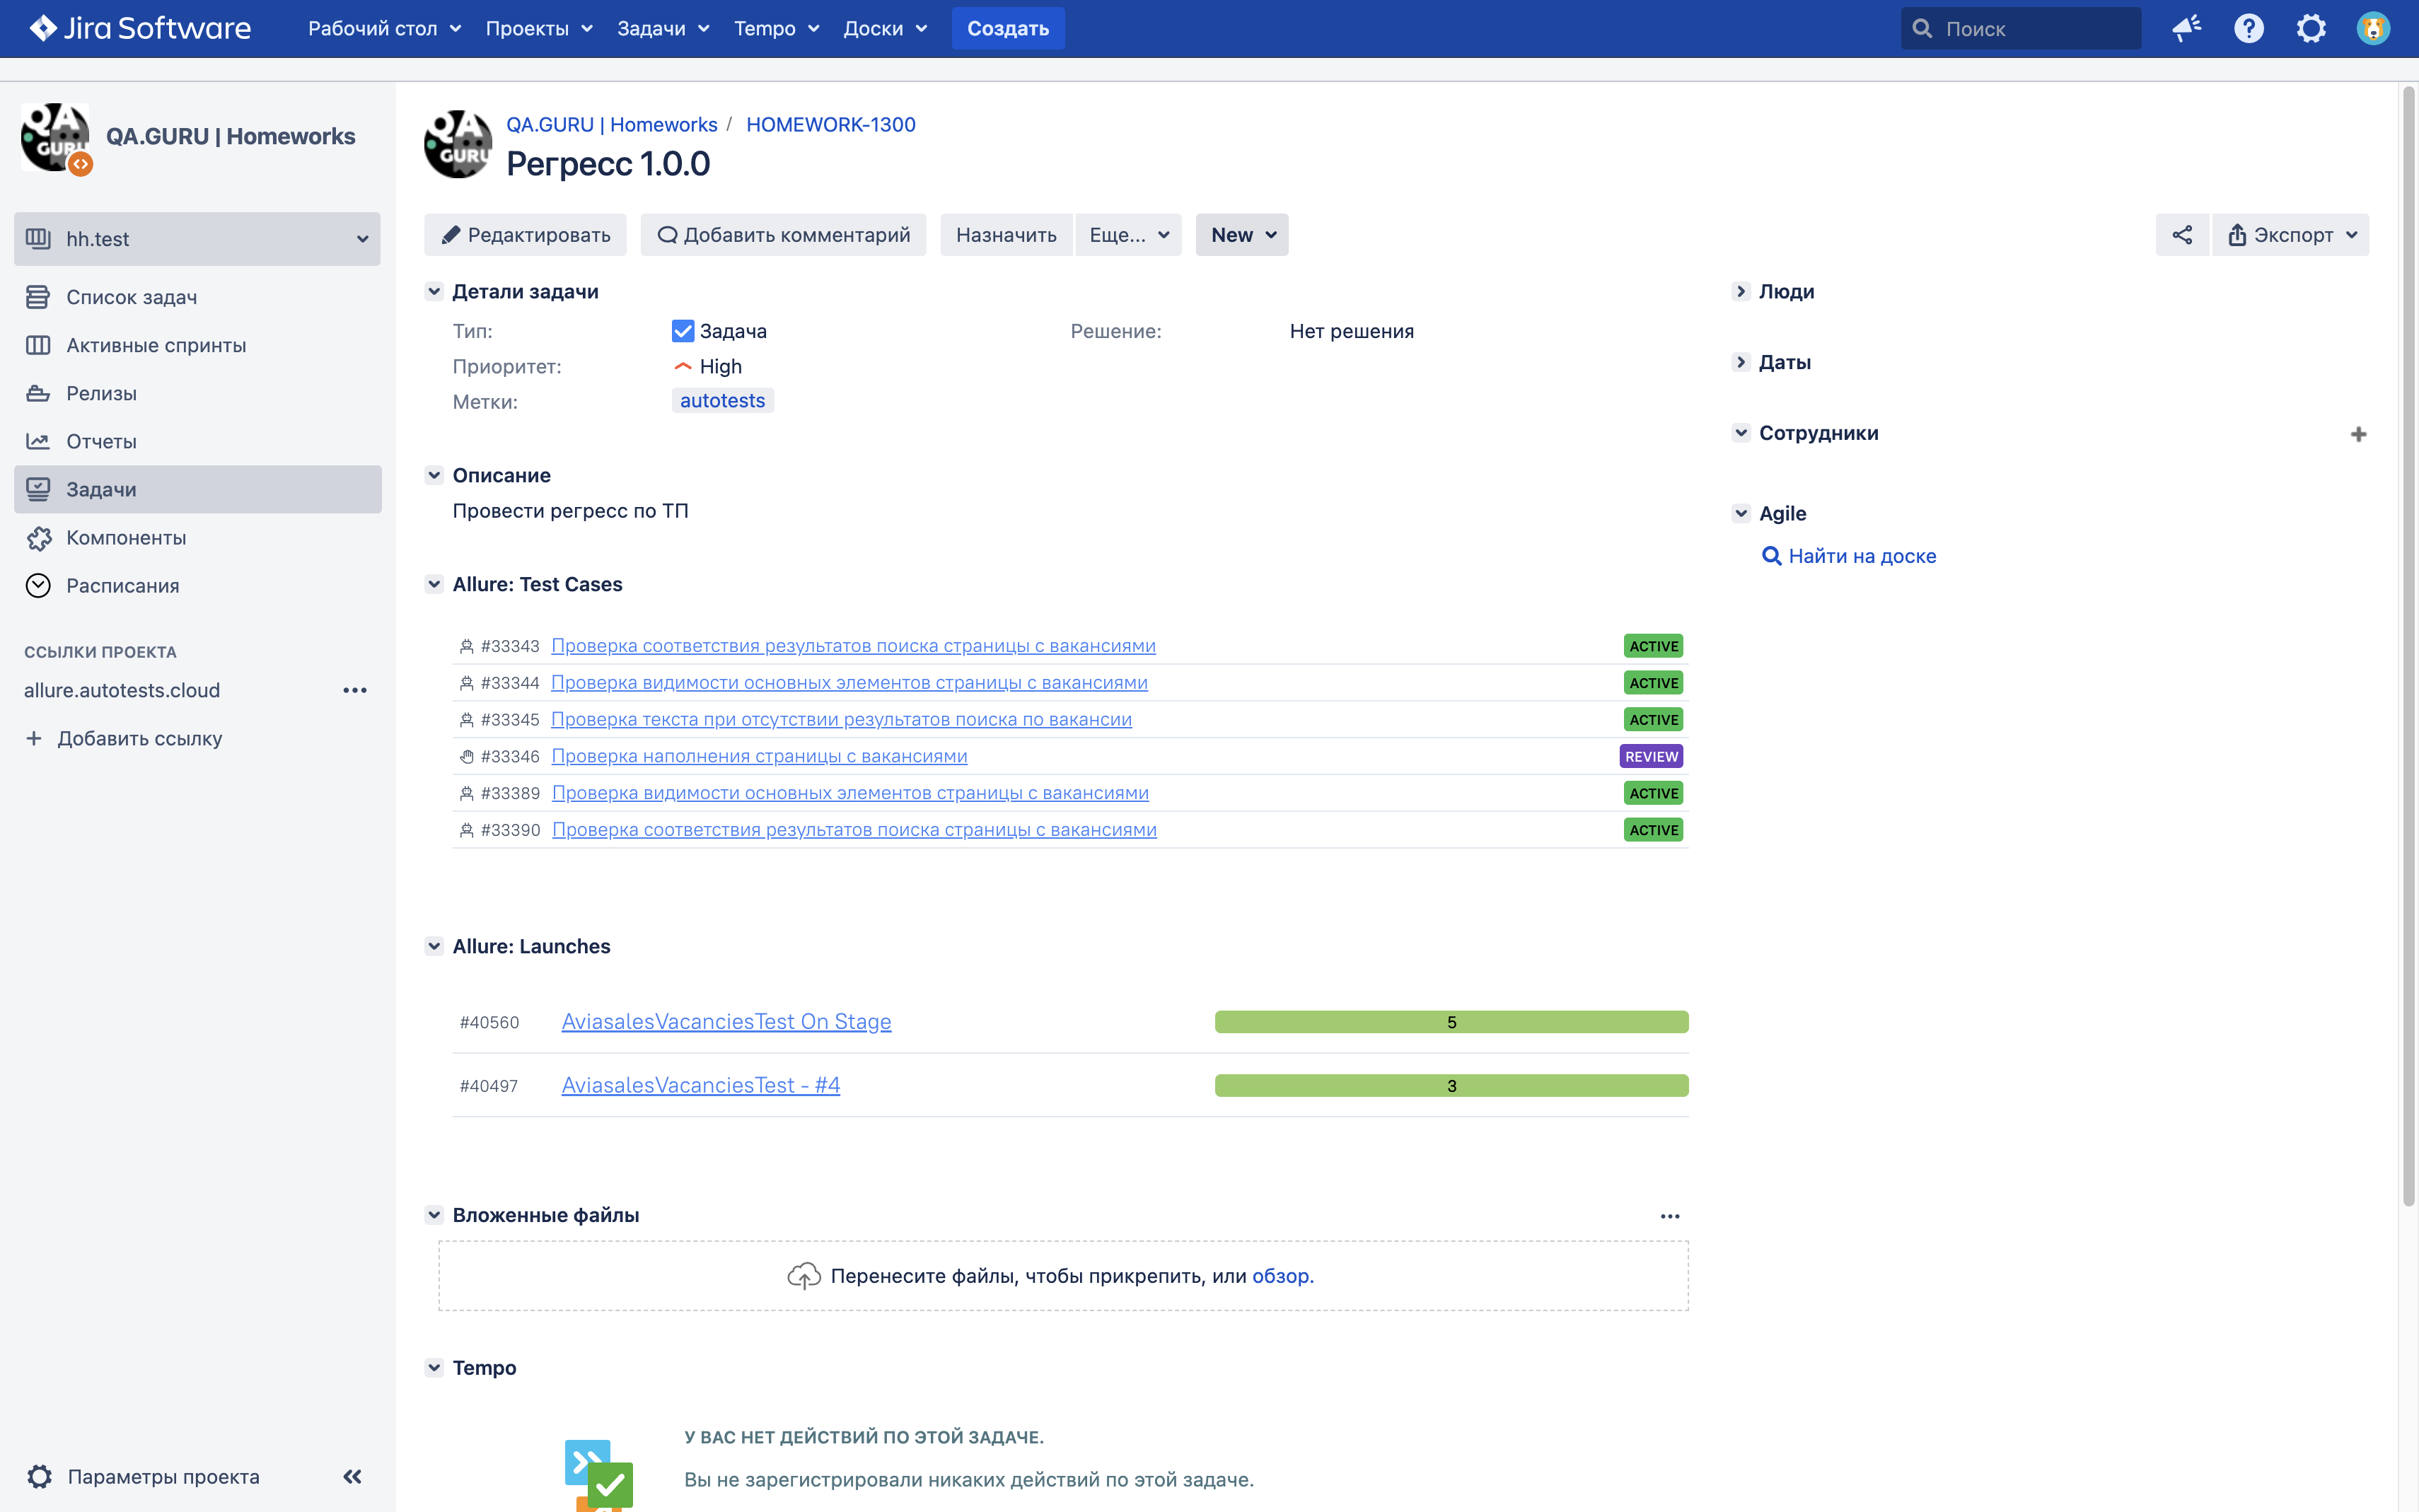 Jira Software Рабочий стол Проекты Задачи Tempo Доски Создать Поиск
QA.GURU | Homeworks
hh.test
Список задач
Активные спринты
Релизы
Отчеты
Задачи
Компоненты
Расписания
ССЫЛКИ ПРОЕКТА
allure.autotests.cloud
+ Добавить ссылку
Параметры проекта
QA GURU
QA.GURU | Homeworks / HOMEWORK-1300
Регресс 1.0.0
Редактировать Добавить комментарий Назначить Еще... New Экспорт
Детали задачи
Тип: Задача Решение: Нет решения
Приоритет: High
Метки: autotests
Описание
Провести регресс по ТП
Allure: Test Cases
#33343 Проверка соответствия результатов поиска страницы с вакансиями ACTIVE
#33344 Проверка видимости основных элементов страницы с вакансиями ACTIVE
#33345 Проверка текста при отсутствии результатов поиска по вакансии ACTIVE
#33346 Проверка наполнения страницы с вакансиями REVIEW
#33389 Проверка видимости основных элементов страницы с вакансиями ACTIVE
#33390 Проверка соответствия результатов поиска страницы с вакансиями ACTIVE
Allure: Launches
#40560 AviasalesVacanciesTest On Stage 5
#40497 AviasalesVacanciesTest - #4 3
Вложенные файлы
Перенесите файлы, чтобы прикрепить, или обзор.
Tempo
У ВАС НЕТ ДЕЙСТВИЙ ПО ЭТОЙ ЗАДАЧЕ.
Вы не зарегистрировали никаких действий по этой задаче.
Люди
Даты
Сотрудники
Agile
Найти на доске